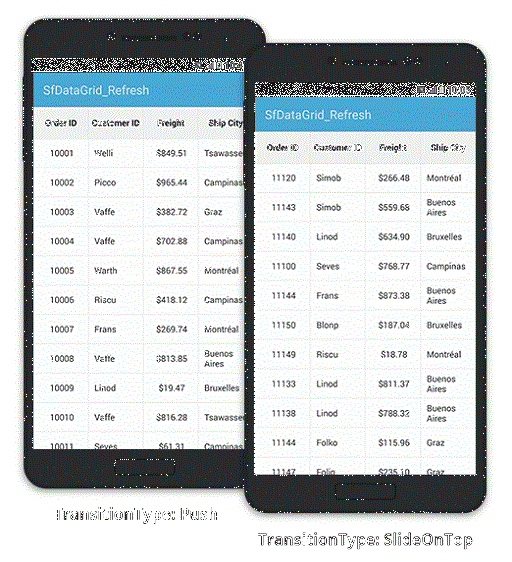 SfDataGrid_Refresh
Order ID Customer ID Freight Ship City
10001 Welli $849.51 Tsawasse
10002 Picco $965.44 Campinas
10003 Vaffe $382.72 Graz
10004 Vaffe $702.88 Campinas
10005 Warth $867.55 Montréal
10006 Riscu $418.12 Campinas
10007 Frans $269.74 Montréal
10008 Vaffe $813.85 Buenos
Aires
10009 Linod $19.47 Bruxelles
10010 Vaffe $816.28 Tsawasse
10011 Seves $61.31 Campinas
TransitionType: Push
SfDataGrid_Refresh
Order ID Customer ID Freight Ship City
11120 Simob $266.48 Montréal
11143 Simob $559.68 Buenos
Aires
11140 Linod $634.90 Bruxelles
11100 Seves $768.77 Campinas
11144 Frans $873.38 Buenos
Aires
11150 Blonp $187.04 Bruxelles
11149 Riscu $18.78 Montréal
11133 Linod $811.37 Buenos
Aires
11138 Linod $788.32 Buenos
Aires
11144 Folko $115.96 Graz
11147 Folig $235.10 Graz
TransitionType: SlideOnTop